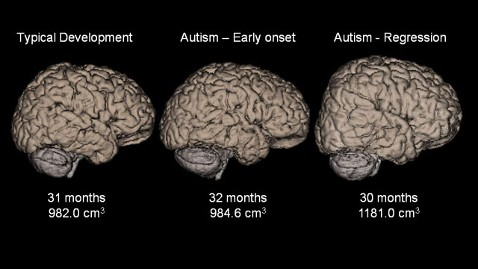 Typical Development
Autism – Early onset
Autism - Regression
31 months
982.0 cm³
32 months
984.6 cm³
30 months
1181.0 cm³